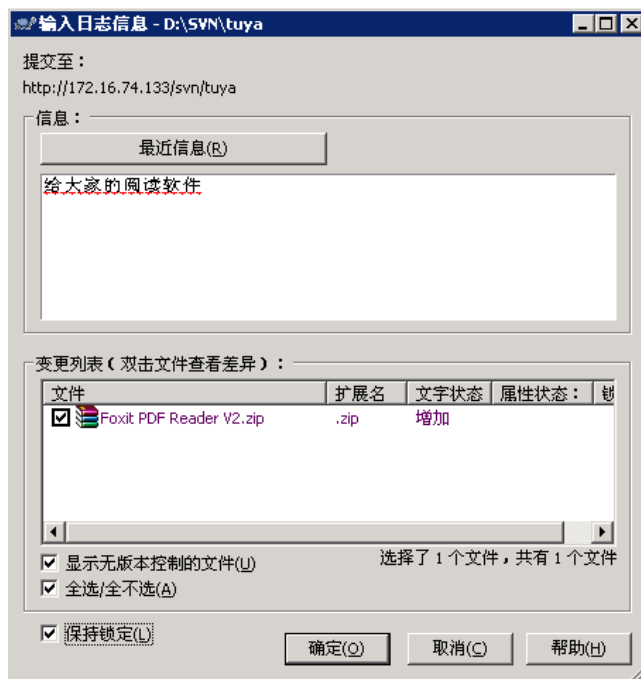 输入日志信息 - D:\SVN\tuya
提交至：
http://172.16.74.133/svn/tuya
信息：
最近信息(R)
给大家的阅读软件
变更列表（双击文件查看差异）：
文件 扩展名 文字状态 属性状态： 锁
Foxit PDF Reader V2.zip .zip 增加
选择了 1 个文件，共有 1 个文件
显示无版本控制的文件(U)
全选/全不选(A)
保持锁定(L)
确定(O) 取消(C) 帮助(H)